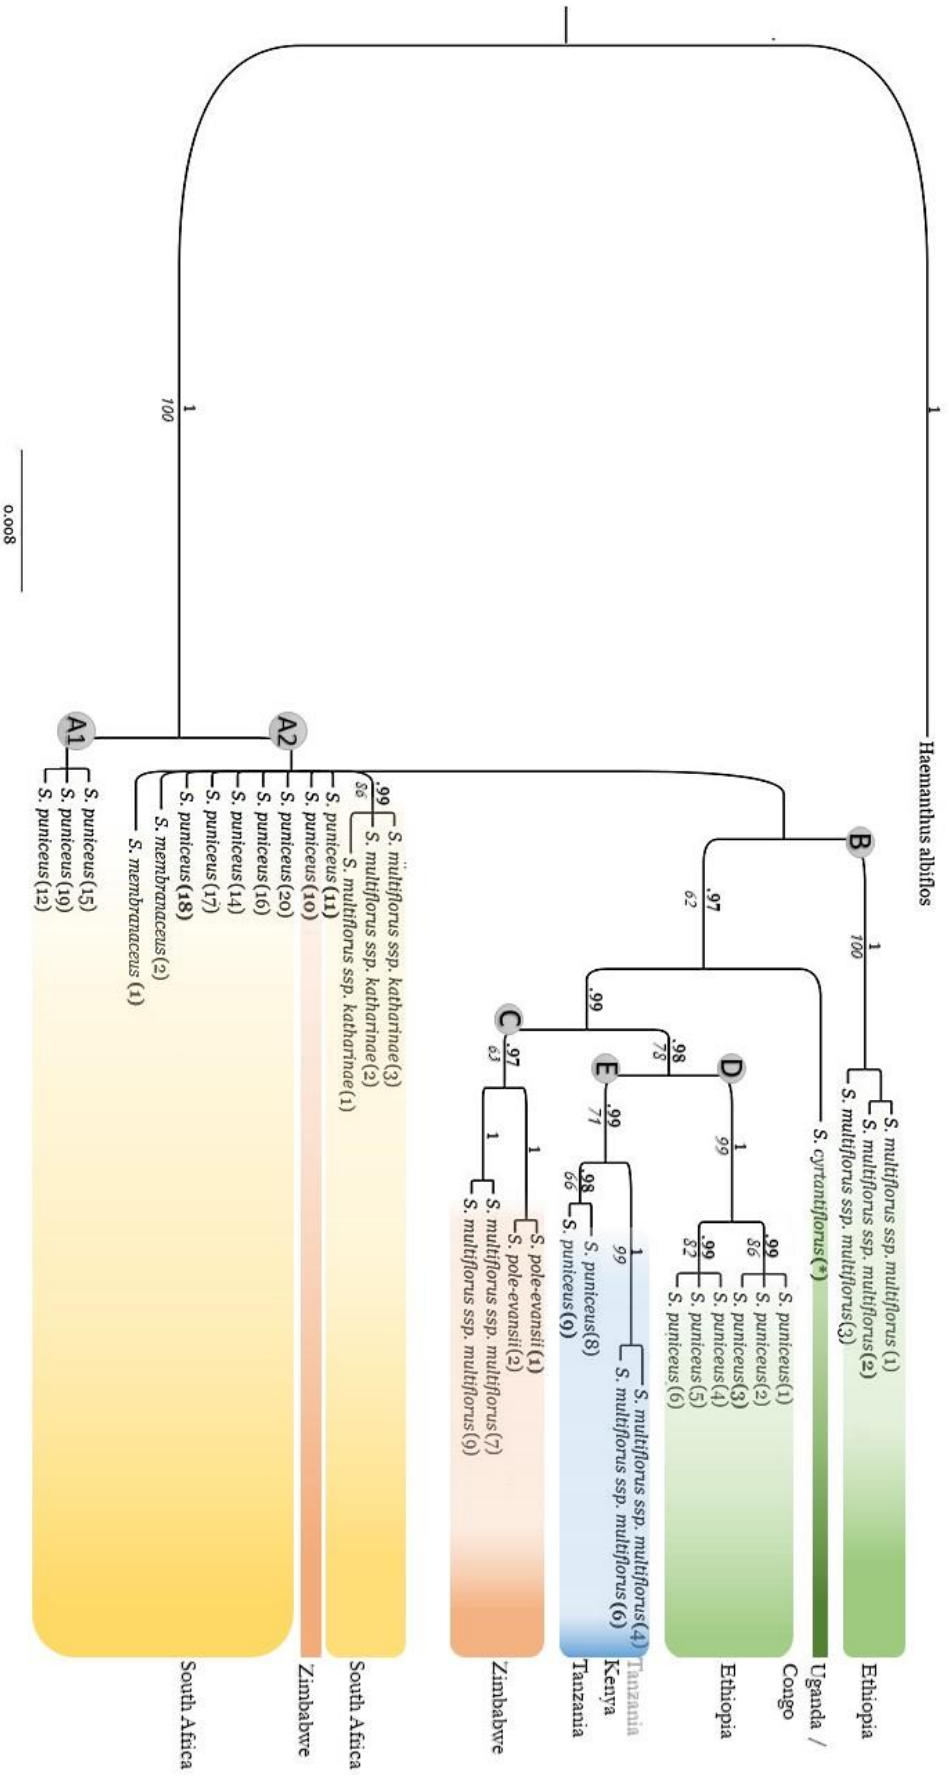 Haemanthus albiflos
1
S. multiflorus ssp. multiflorus (1)
S. multiflorus ssp. multiflorus (2)
S. multiflorus ssp. multiflorus (3)
B
1
100
Ethiopia
S. cyrtantiflorus (*)
Uganda /
Congo
.97
62
S. puniceus (1)
S. puniceus (2)
S. puniceus (3)
S. puniceus (4)
S. puniceus (5)
S. puniceus (6)
.99
86
.99
82
D
1
99
Ethiopia
.99
.98
78
S. multiflorus ssp. multiflorus (4)
S. multiflorus ssp. multiflorus (6)
S. puniceus (8)
S. puniceus (9)
1
99
.98
66
E
.99
71
Tanzania
Kenya
Tanzania
S. pole-evansii (1)
S. pole-evansii (2)
S. multiflorus ssp. multiflorus (7)
S. multiflorus ssp. multiflorus (9)
1
1
C
.97
63
Zimbabwe
S. multiflorus ssp. katharinae (3)
S. multiflorus ssp. katharinae (2)
S. multiflorus ssp. katharinae (1)
.99
86
South Africa
S. puniceus (11)
S. puniceus (10)
Zimbabwe
S. puniceus (20)
S. puniceus (16)
S. puniceus (14)
S. puniceus (17)
S. puniceus (18)
S. membranaceus (2)
S. membranaceus (1)
A2
1
100
S. puniceus (15)
S. puniceus (19)
S. puniceus (12)
A1
South Africa
0.008